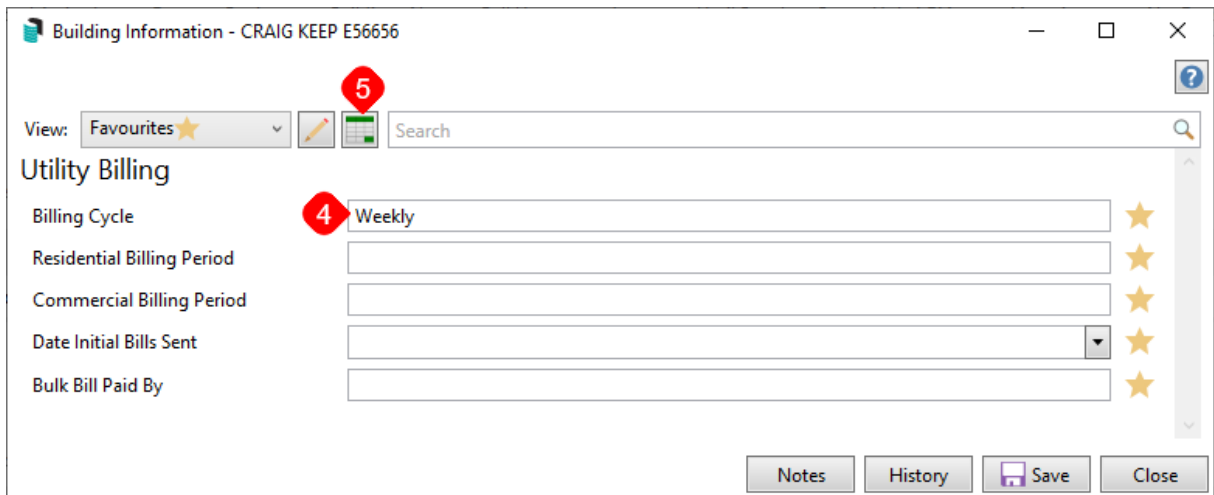 Building Information - CRAIG KEEP E56656
?
5
View: Favourites Search
Utility Billing
Billing Cycle 4 Weekly
Residential Billing Period
Commercial Billing Period
Date Initial Bills Sent
Bulk Bill Paid By
Notes History Save Close